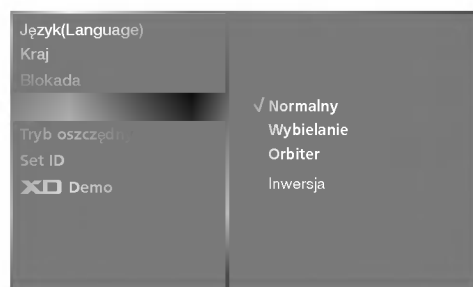 Język(Language)
Kraj
Blokada
Tryb oszczędn
Set ID
XD Demo
√ Normalny
Wybielanie
Orbiter
Inwersja